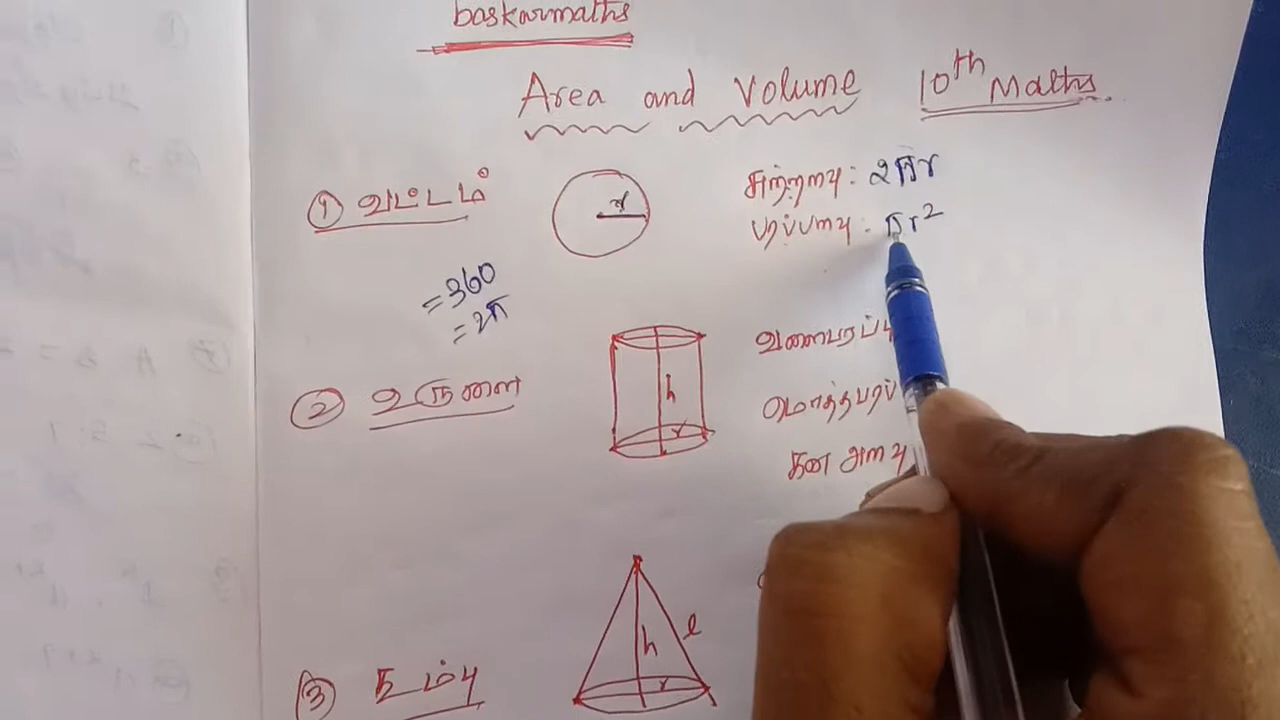 baskarmaths
Area and Volume 10th Maths
① வட்டம் r சுற்றளவு : 2πr
பரப்பளவு : πr²
= 360
= 2π
② உருளை h r வளைபரப்பு
மொத்தபரப்
கன அளவு
③ கூம்பு h l r